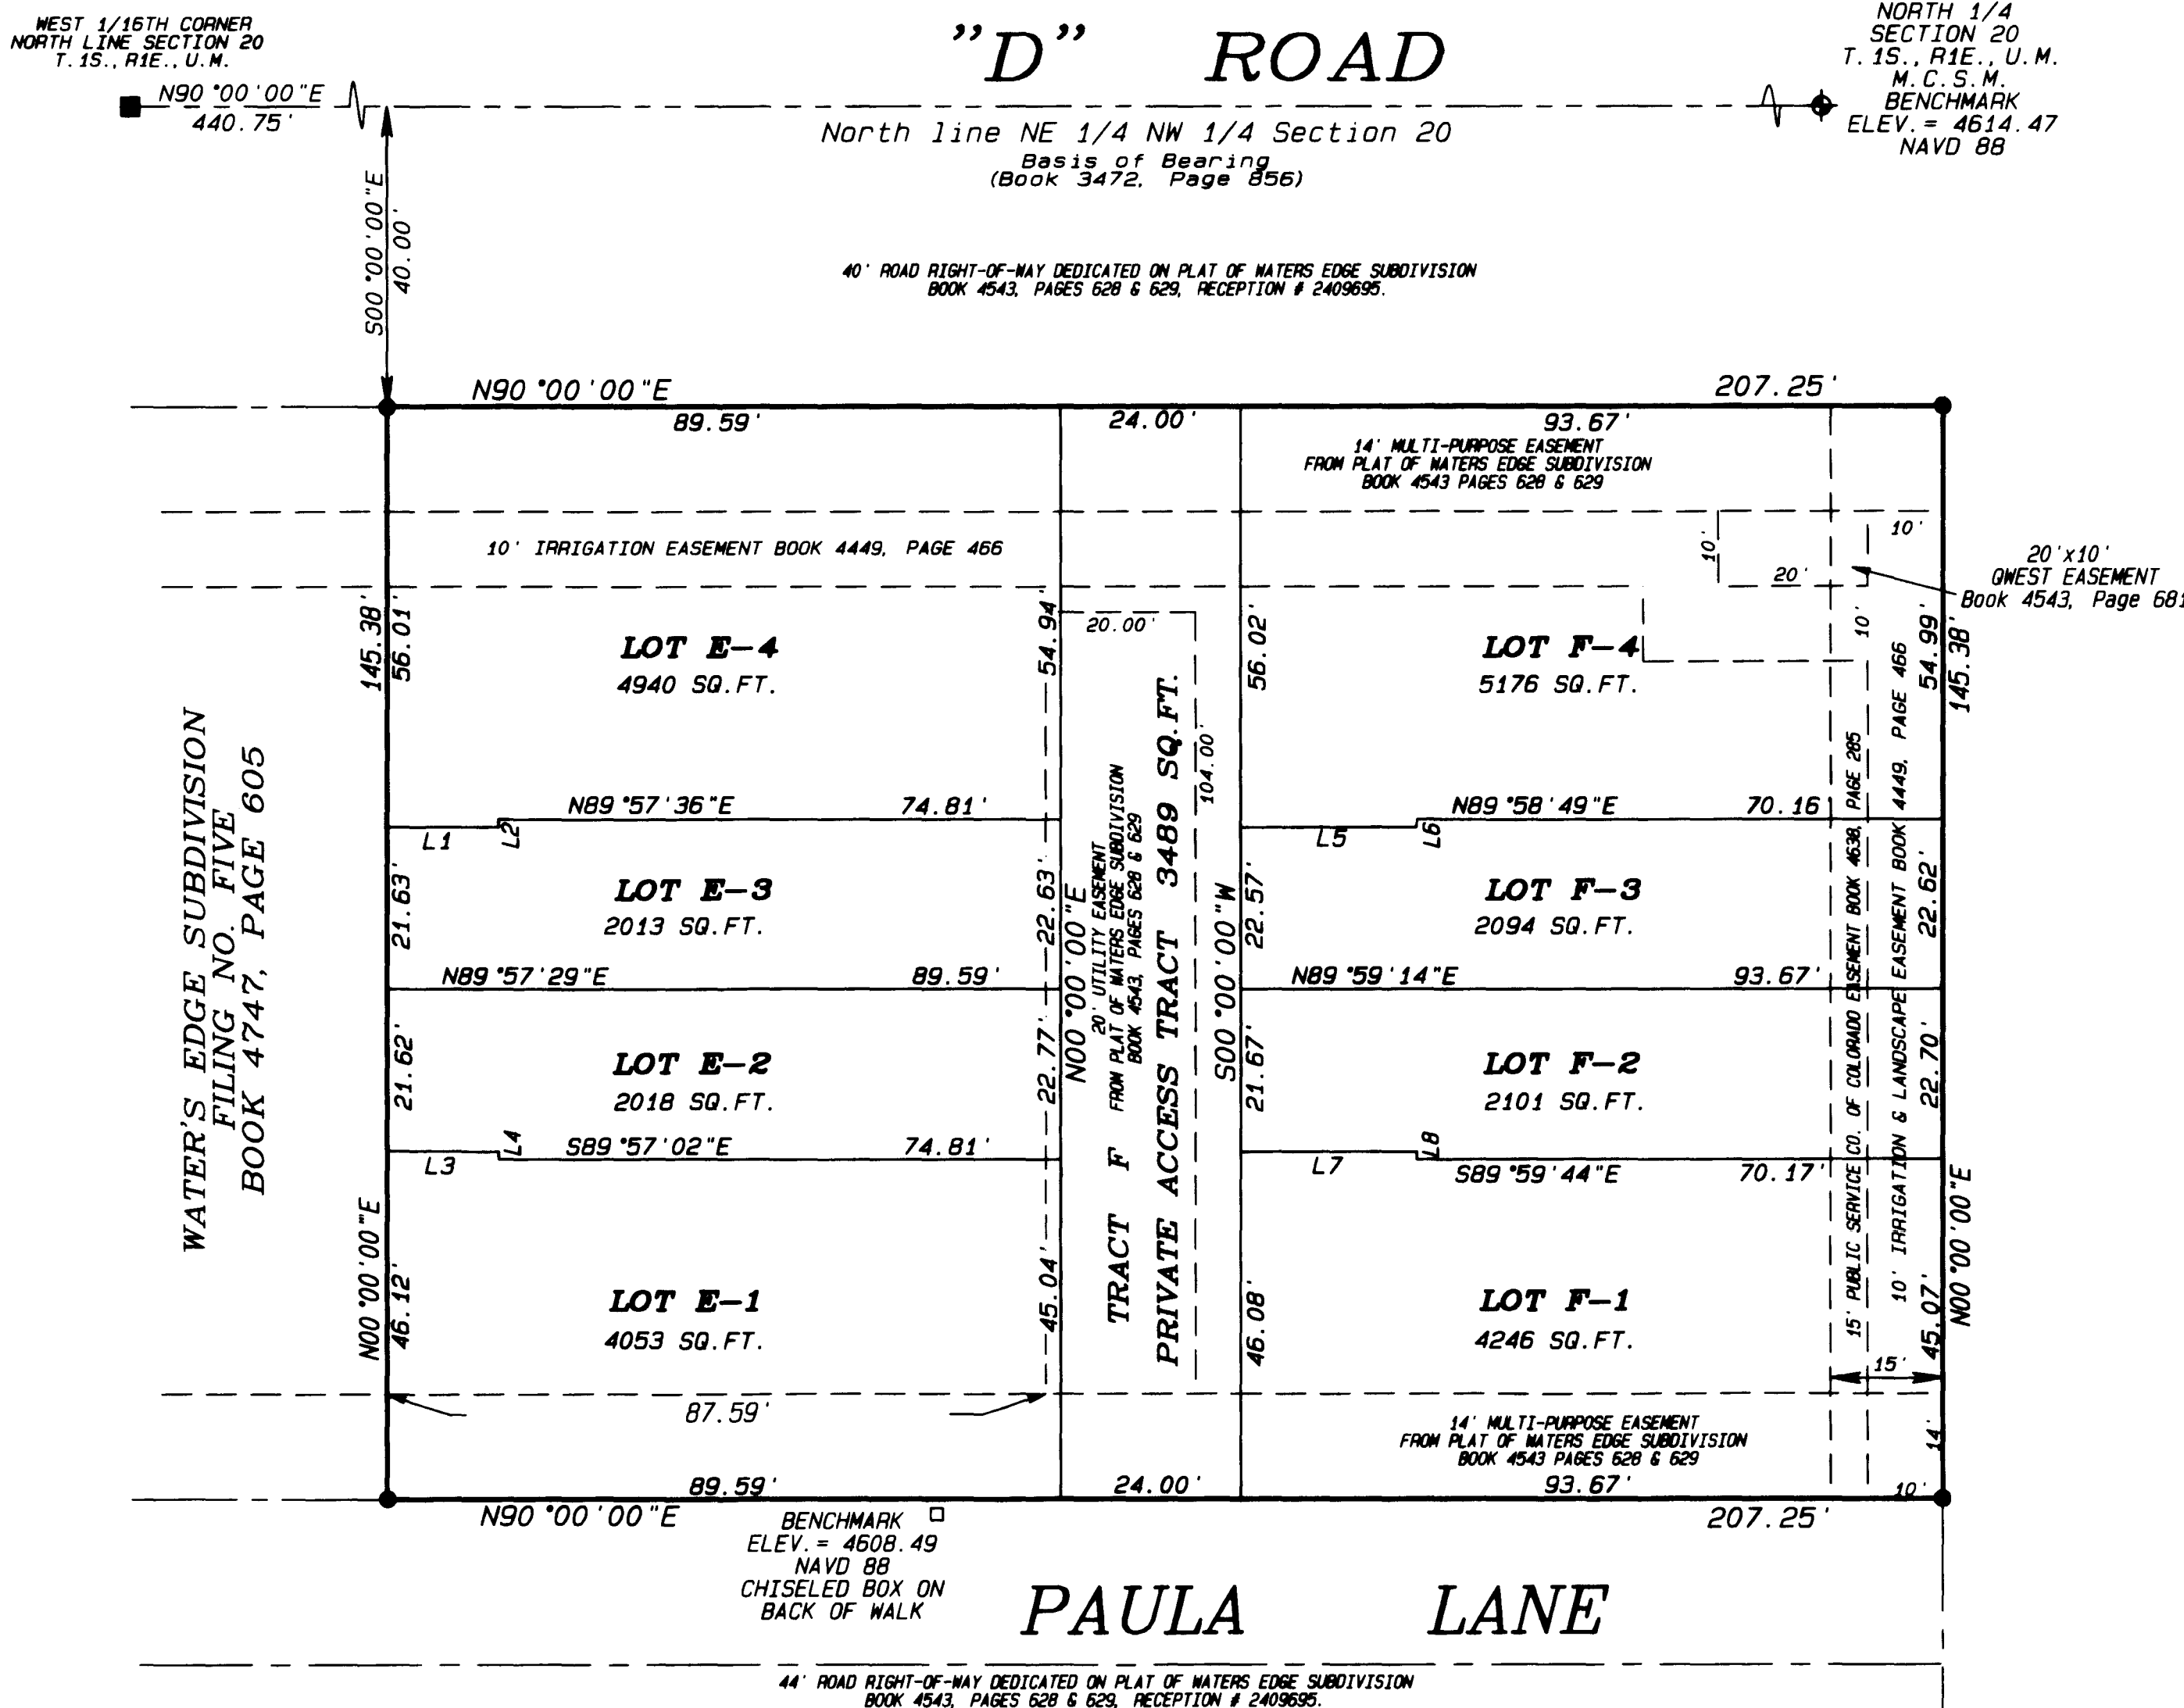 WEST 1/16TH CORNER
NORTH LINE SECTION 20
T. 1S., R1E., U.M.
N90°00'00"E
440.75'
"D" ROAD
North line NE 1/4 NW 1/4 Section 20
Basis of Bearing
(Book 3472, Page 856)
NORTH 1/4
SECTION 20
T. 1S., R1E., U.M.
M.C.S.M.
BENCHMARK
ELEV. = 4614.47
NAVD 88
S00°00'00"E
40.00'
40' ROAD RIGHT-OF-WAY DEDICATED ON PLAT OF WATERS EDGE SUBDIVISION
BOOK 4543, PAGES 628 & 629, RECEPTION # 2409695.
N90°00'00"E
207.25'
89.59'
24.00'
93.67'
14' MULTI-PURPOSE EASEMENT
FROM PLAT OF WATERS EDGE SUBDIVISION
BOOK 4543 PAGES 628 & 629
10' IRRIGATION EASEMENT BOOK 4449, PAGE 466
10'
20'
10'
10'
20'x10'
QWEST EASEMENT
Book 4543, Page 681
145.38'
56.01'
LOT E-4
4940 SQ.FT.
54.94'
20.00'
104.00'
56.02'
LOT F-4
5176 SQ.FT.
54.99'
145.38'
N89°57'36"E
74.81'
L1
L2
N89°58'49"E
70.16
L5
L6
WATER'S EDGE SUBDIVISION
FILING NO. FIVE
BOOK 4747, PAGE 605
21.63'
LOT E-3
2013 SQ.FT.
22.63'
N00°00'00"E
20' UTILITY EASEMENT
FROM PLAT OF WATERS EDGE SUBDIVISION
BOOK 4543, PAGES 628 & 629
TRACT F
PRIVATE ACCESS TRACT 3489 SQ.FT.
S00°00'00"W
22.57'
LOT F-3
2094 SQ.FT.
22.62'
15' PUBLIC SERVICE CO. OF COLORADO EASEMENT BOOK 4638, PAGE 285
10' IRRIGATION & LANDSCAPE EASEMENT BOOK 4449, PAGE 466
N89°57'29"E
89.59'
N89°59'14"E
93.67'
21.62'
LOT E-2
2018 SQ.FT.
22.77'
21.67'
LOT F-2
2101 SQ.FT.
22.70'
L3
L4
S89°57'02"E
74.81'
L7
L8
S89°59'44"E
70.17'
N00°00'00"E
46.12'
LOT E-1
4053 SQ.FT.
45.04'
46.08'
LOT F-1
4246 SQ.FT.
45.07'
N00°00'00"E
15'
87.59'
14' MULTI-PURPOSE EASEMENT
FROM PLAT OF WATERS EDGE SUBDIVISION
BOOK 4543 PAGES 628 & 629
14'
89.59'
24.00'
93.67'
10'
N90°00'00"E
207.25'
BENCHMARK
ELEV. = 4608.49
NAVD 88
CHISELED BOX ON
BACK OF WALK
PAULA LANE
44' ROAD RIGHT-OF-WAY DEDICATED ON PLAT OF WATERS EDGE SUBDIVISION
BOOK 4543, PAGES 628 & 629, RECEPTION # 2409695.